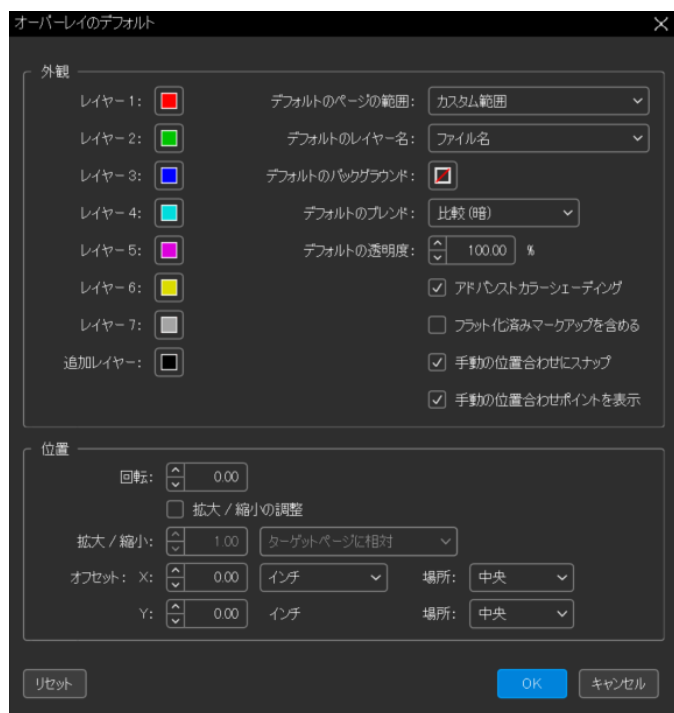 オーバーレイのデフォルト
外観
レイヤー 1: デフォルトのページの範囲: カスタム範囲
レイヤー 2: デフォルトのレイヤー名: ファイル名
レイヤー 3: デフォルトのバックグラウンド:
レイヤー 4: デフォルトのブレンド: 比較 (暗)
レイヤー 5: デフォルトの透明度: 100.00 %
レイヤー 6: アドバンストカラーシェーディング
レイヤー 7: フラット化済みマークアップを含める
追加レイヤー: 手動の位置合わせにスナップ
手動の位置合わせポイントを表示
位置
回転: 0.00
拡大 / 縮小の調整
拡大 / 縮小: 1.00 ターゲットページに相対
オフセット: X: 0.00 インチ 場所: 中央
Y: 0.00 インチ 場所: 中央
リセット OK キャンセル